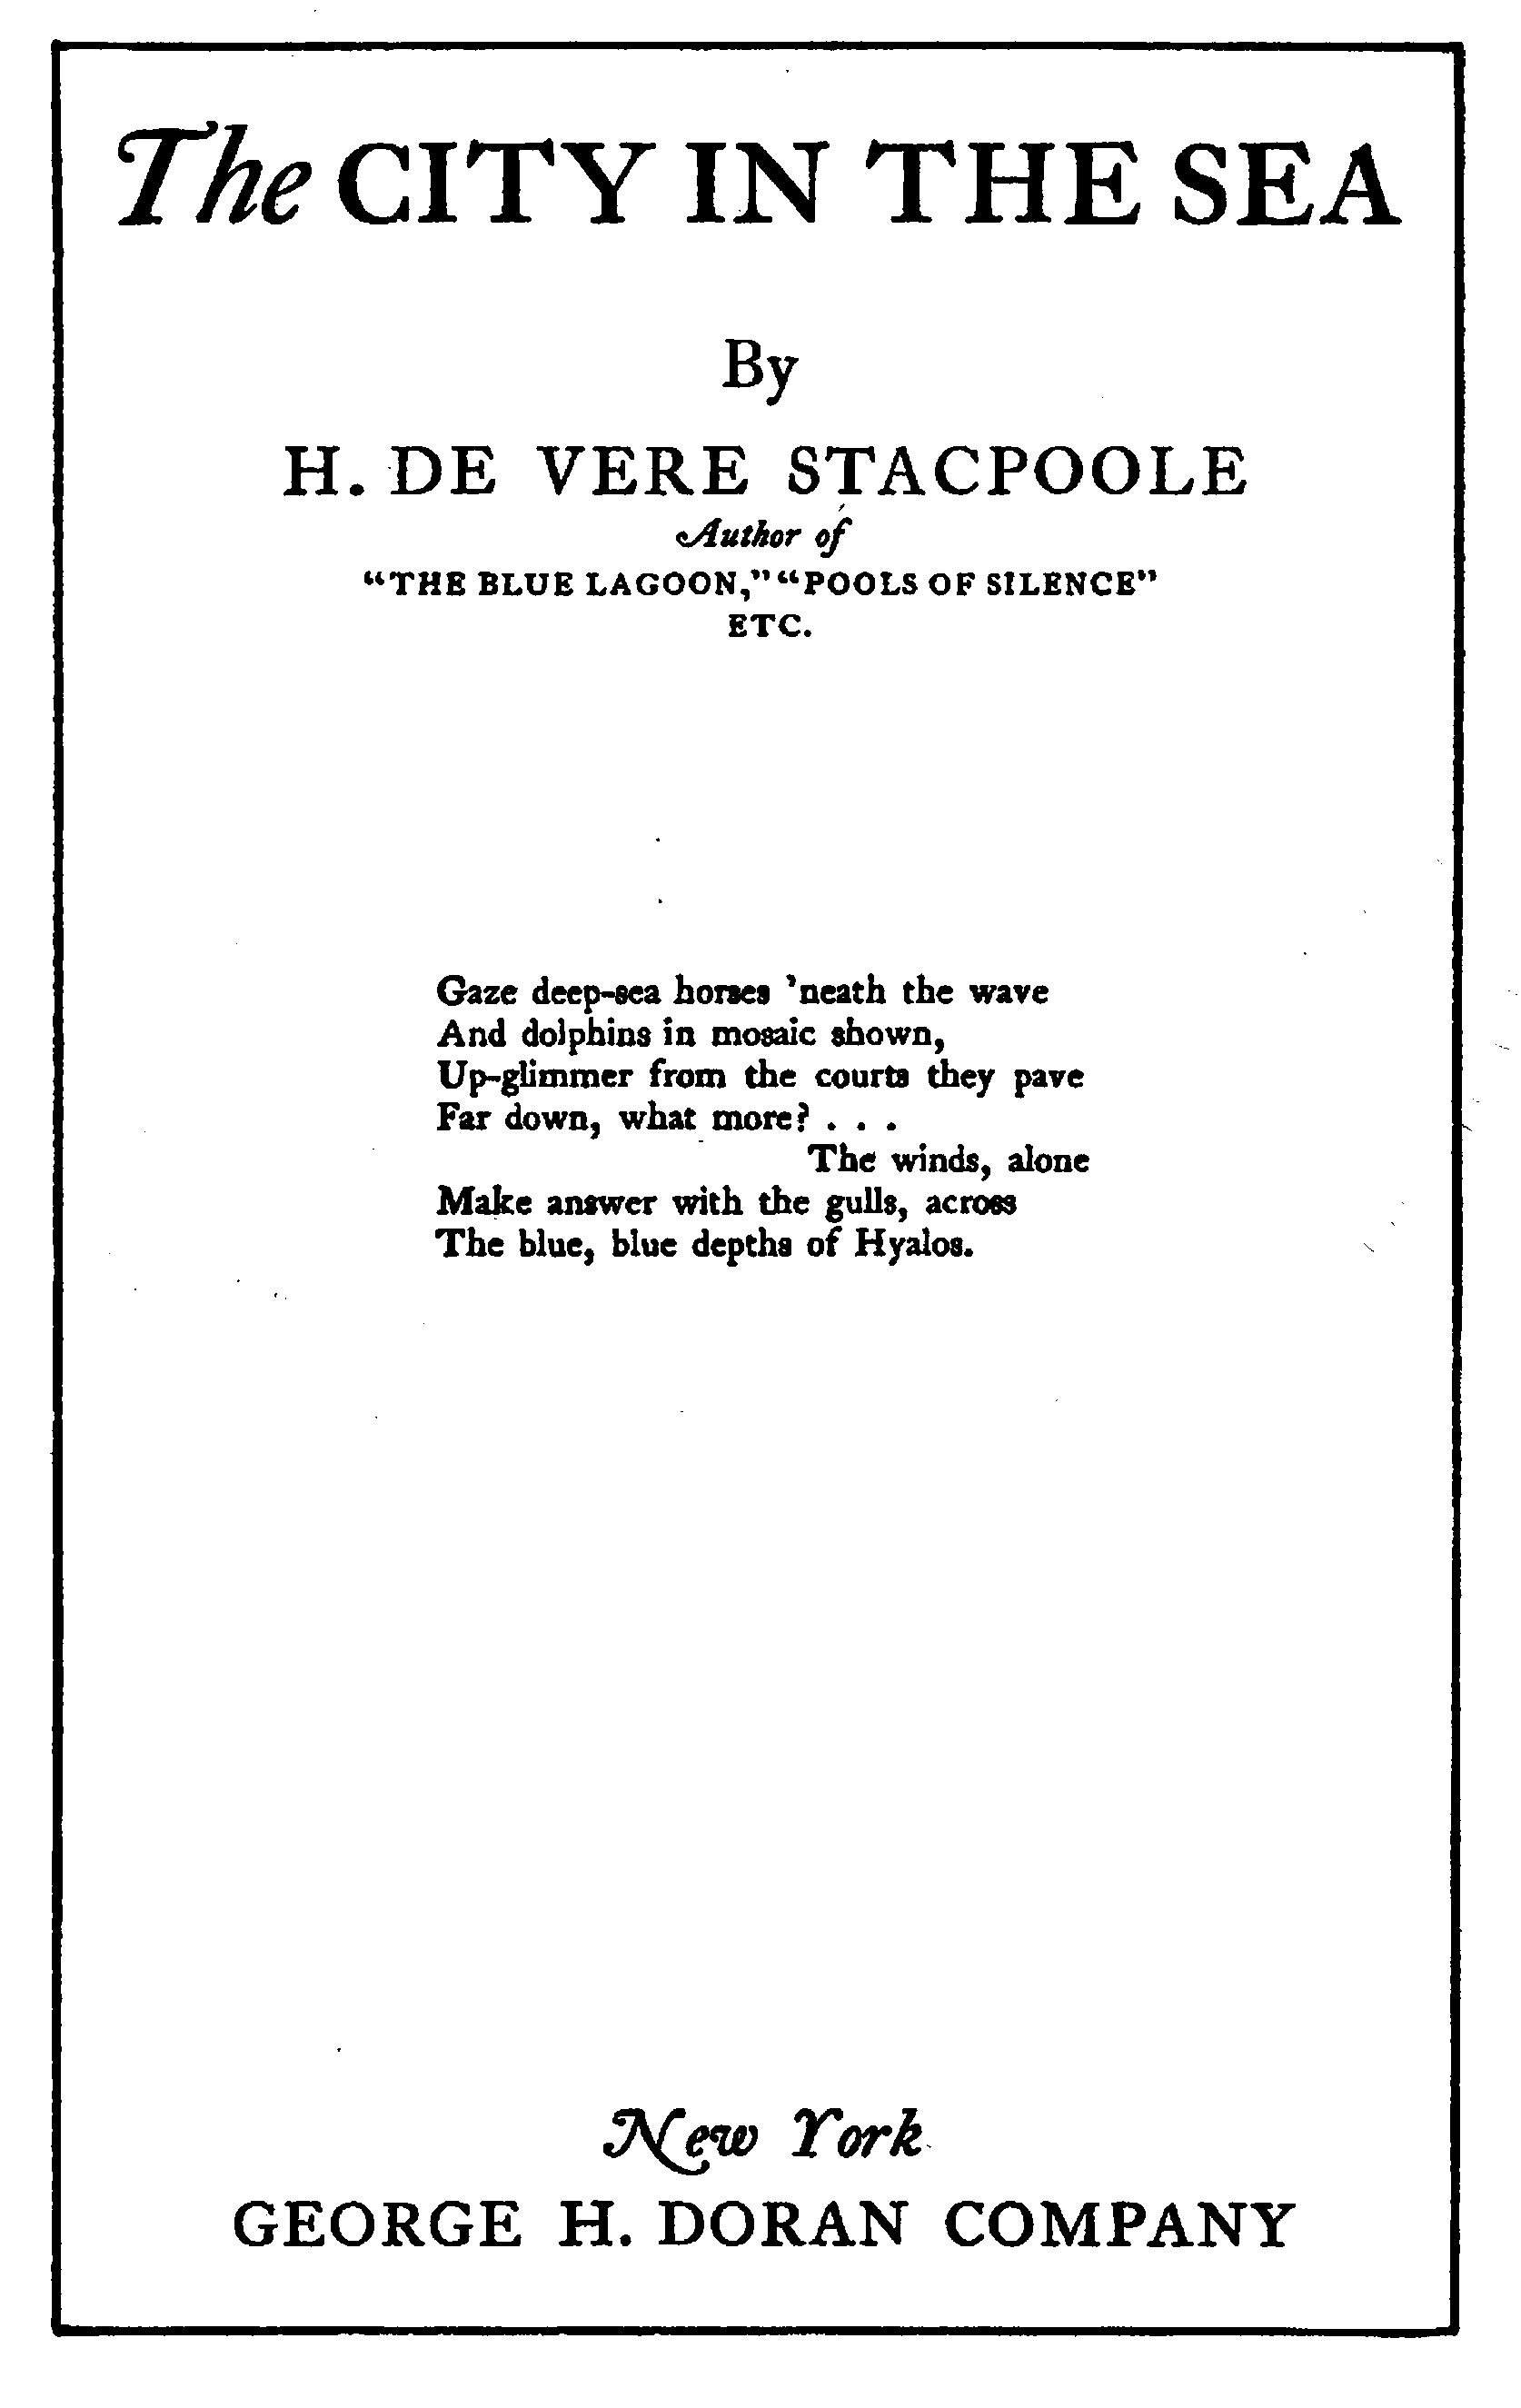 The CITY IN THE SEA
By
H. DE VERE STACPOOLE
Author of
“THE BLUE LAGOON,” “POOLS OF SILENCE”
ETC.
Gaze deep-sea horses ’neath the wave
And dolphins in mosaic shown,
Up-glimmer from the courts they pave
Far down, what more? . . .
The winds, alone
Make answer with the gulls, across
The blue, blue depths of Hyalos.
New York
GEORGE H. DORAN COMPANY